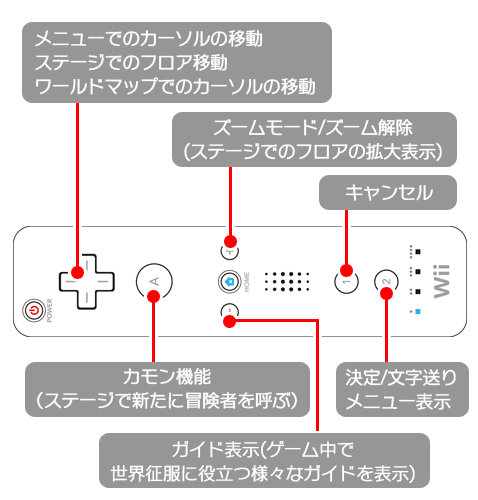 メニューでのカーソルの移動
ステージでのフロア移動
ワールドマップでのカーソルの移動
ズームモード/ズーム解除
(ステージでのフロアの拡大表示)
キャンセル
POWER
A
+
HOME
-
1
2
Wii
カモン機能
(ステージで新たに冒険者を呼ぶ)
決定/文字送り
メニュー表示
ガイド表示(ゲーム中で
世界征服に役立つ様々なガイドを表示)